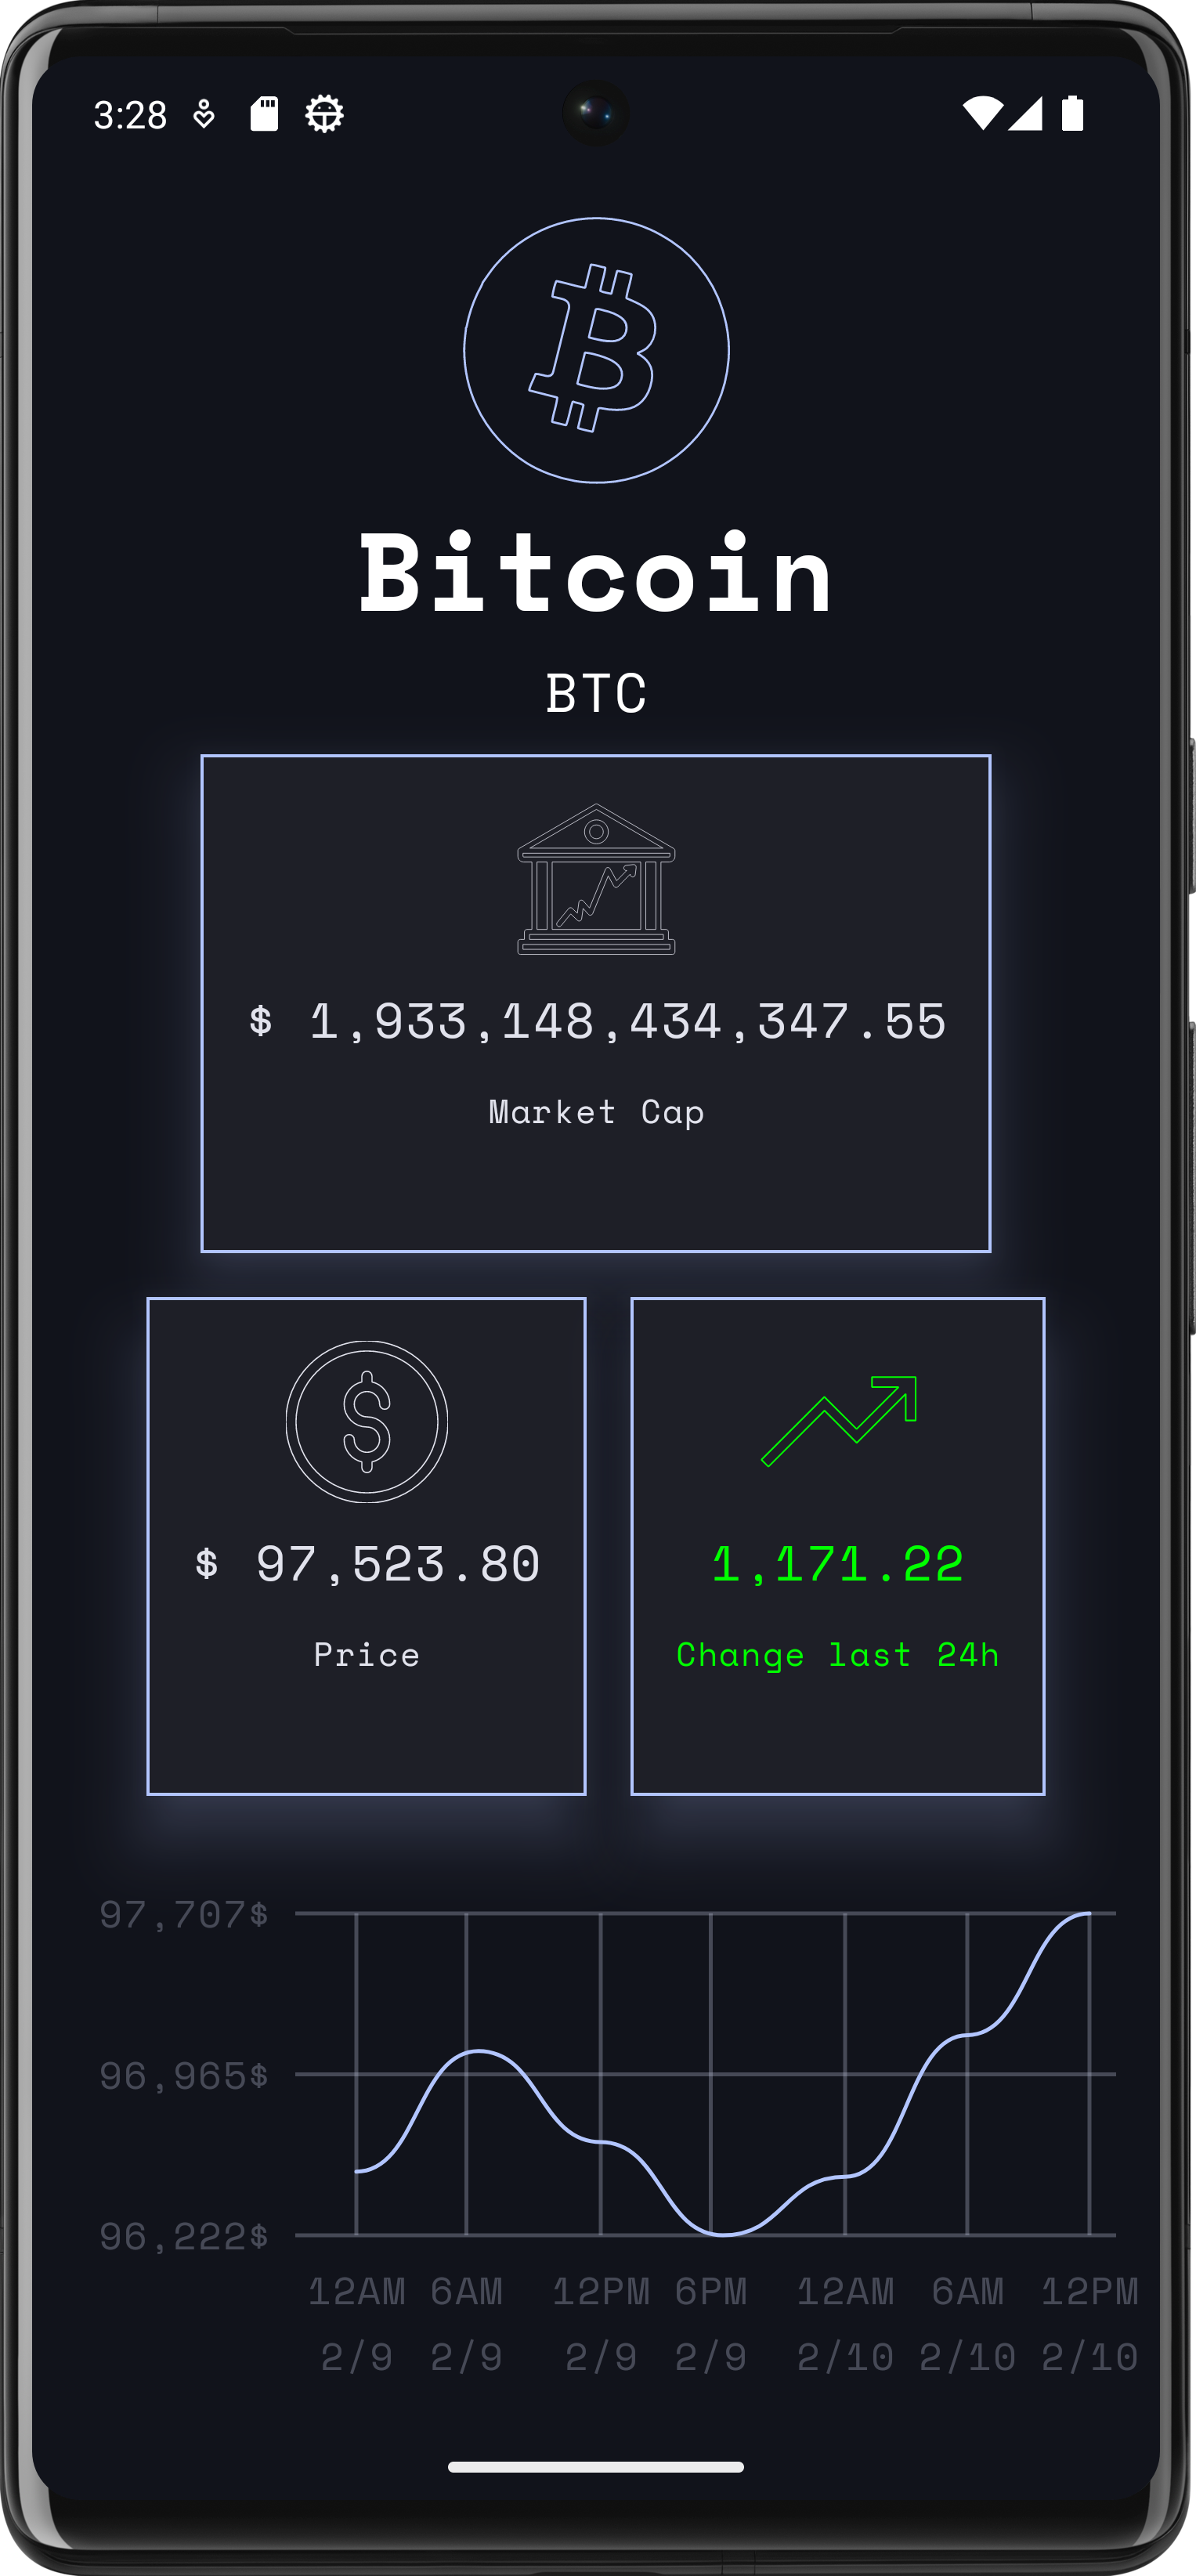 3:28
Bitcoin
BTC
$ 1,933,148,434,347.55
Market Cap
$ 97,523.80
Price
1,171.22
Change last 24h
97,707$
96,965$
96,222$
12AM 6AM 12PM 6PM 12AM 6AM 12PM
2/9 2/9 2/9 2/9 2/10 2/10 2/10